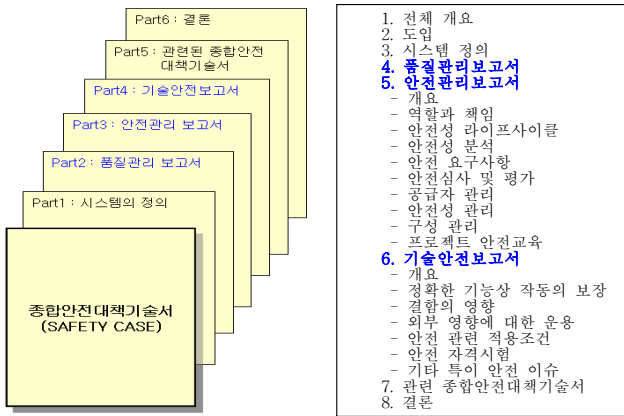 Part6 : 결론
Part5 : 관련된 종합안전
대책기술서
Part4 : 기술안전보고서
Part3 : 안전관리 보고서
Part2 : 품질관리 보고서
Part1 : 시스템의 정의
종합안전대책기술서
(SAFETY CASE)
1. 전체 개요
2. 도입
3. 시스템 정의
4. 품질관리보고서
5. 안전관리보고서
- 개요
- 역할과 책임
- 안전성 라이프사이클
- 안전성 분석
- 안전 요구사항
- 안전심사 및 평가
- 공급자 관리
- 안전성 관리
- 구성 관리
- 프로젝트 안전교육
6. 기술안전보고서
- 개요
- 정확한 기능상 작동의 보장
- 결함의 영향
- 외부 영향에 대한 운용
- 안전 관련 적용조건
- 안전 자격시험
- 기타 특이 안전 이슈
7. 관련 종합안전대책기술서
8. 결론